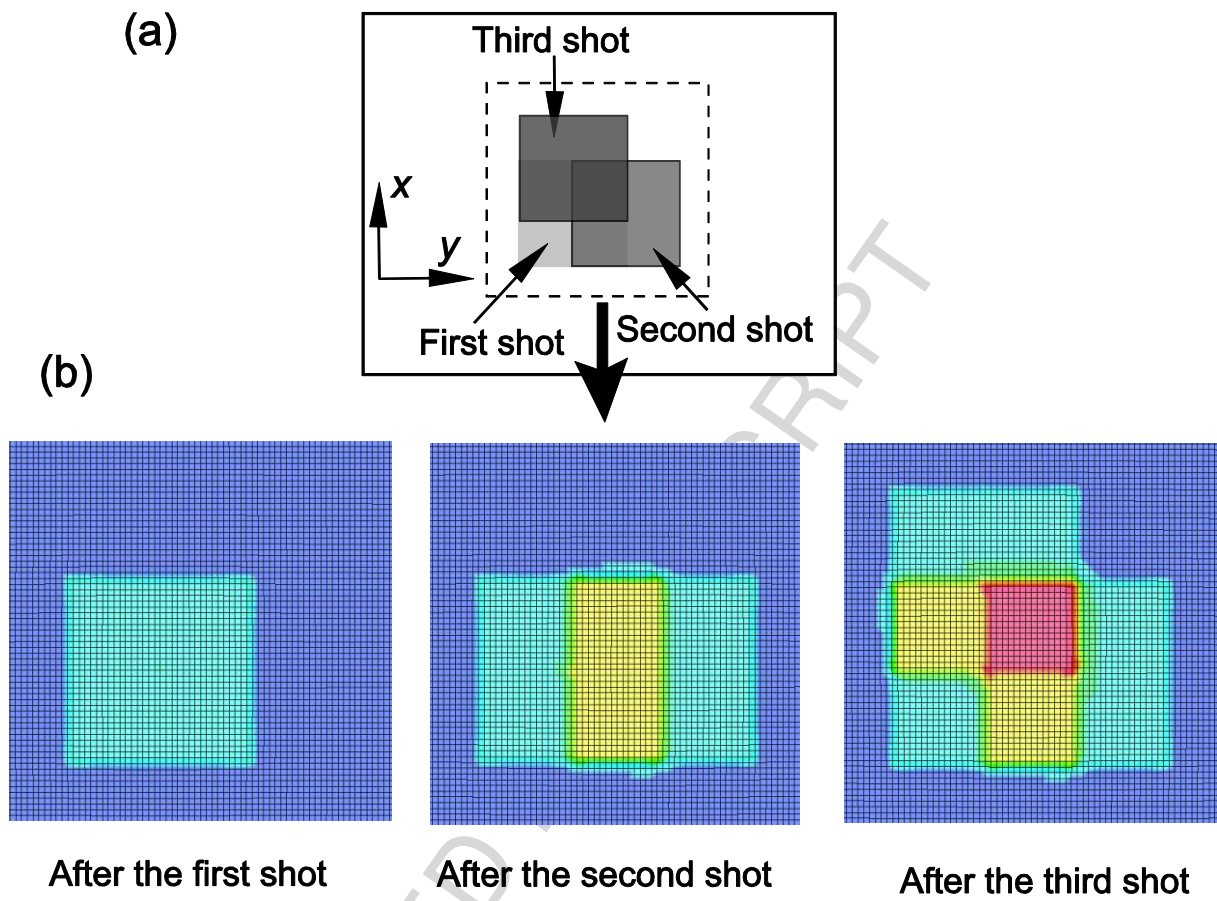 (a)
Third shot
x
y
First shot
Second shot
(b)
After the first shot
After the second shot
After the third shot